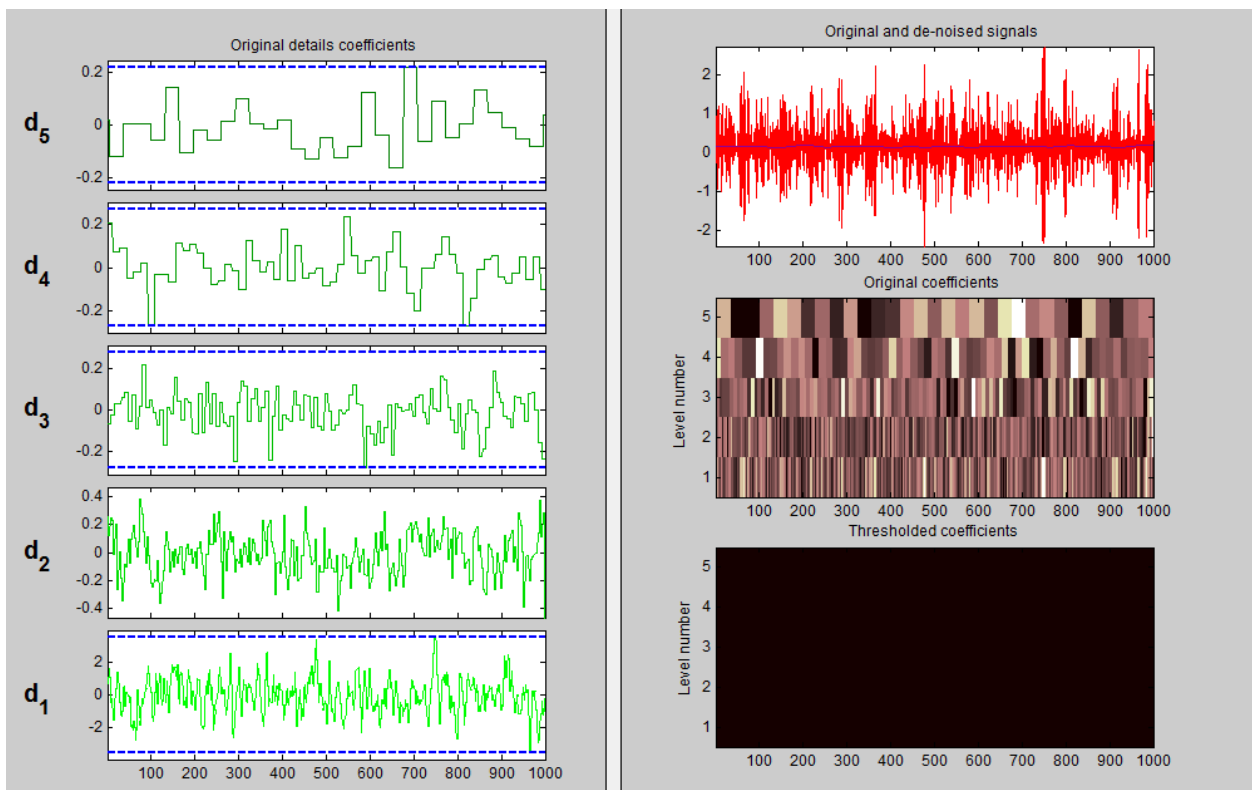 Original details coefficients
d5
0.2
0
-0.2
d4
0.2
0
-0.2
d3
0.2
0
-0.2
d2
0.4
0.2
0
-0.2
-0.4
d1
2
0
-2
100 200 300 400 500 600 700 800 900 1000
Original and de-noised signals
2
1
0
-1
-2
100 200 300 400 500 600 700 800 900 1000
Original coefficients
Level number
5
4
3
2
1
100 200 300 400 500 600 700 800 900 1000
Thresholded coefficients
Level number
5
4
3
2
1
100 200 300 400 500 600 700 800 900 1000